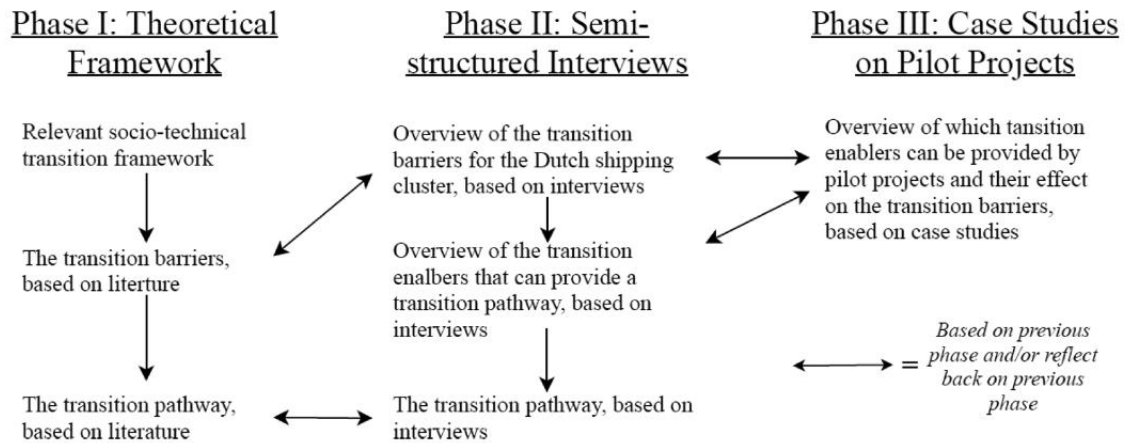 Phase I: Theoretical
Framework
Relevant socio-technical
transition framework
The transition barriers,
based on literture
The transition pathway,
based on literature
Phase II: Semi-
structured Interviews
Overview of the transition
barriers for the Dutch shipping
cluster, based on interviews
Overview of the transition
enalbers that can provide a
transition pathway, based on
interviews
The transition pathway, based on
interviews
Phase III: Case Studies
on Pilot Projects
Overview of which tansition
enablers can be provided by
pilot projects and their effect
on the transition barriers,
based on case studies
= Based on previous
phase and/or reflect
back on previous
phase